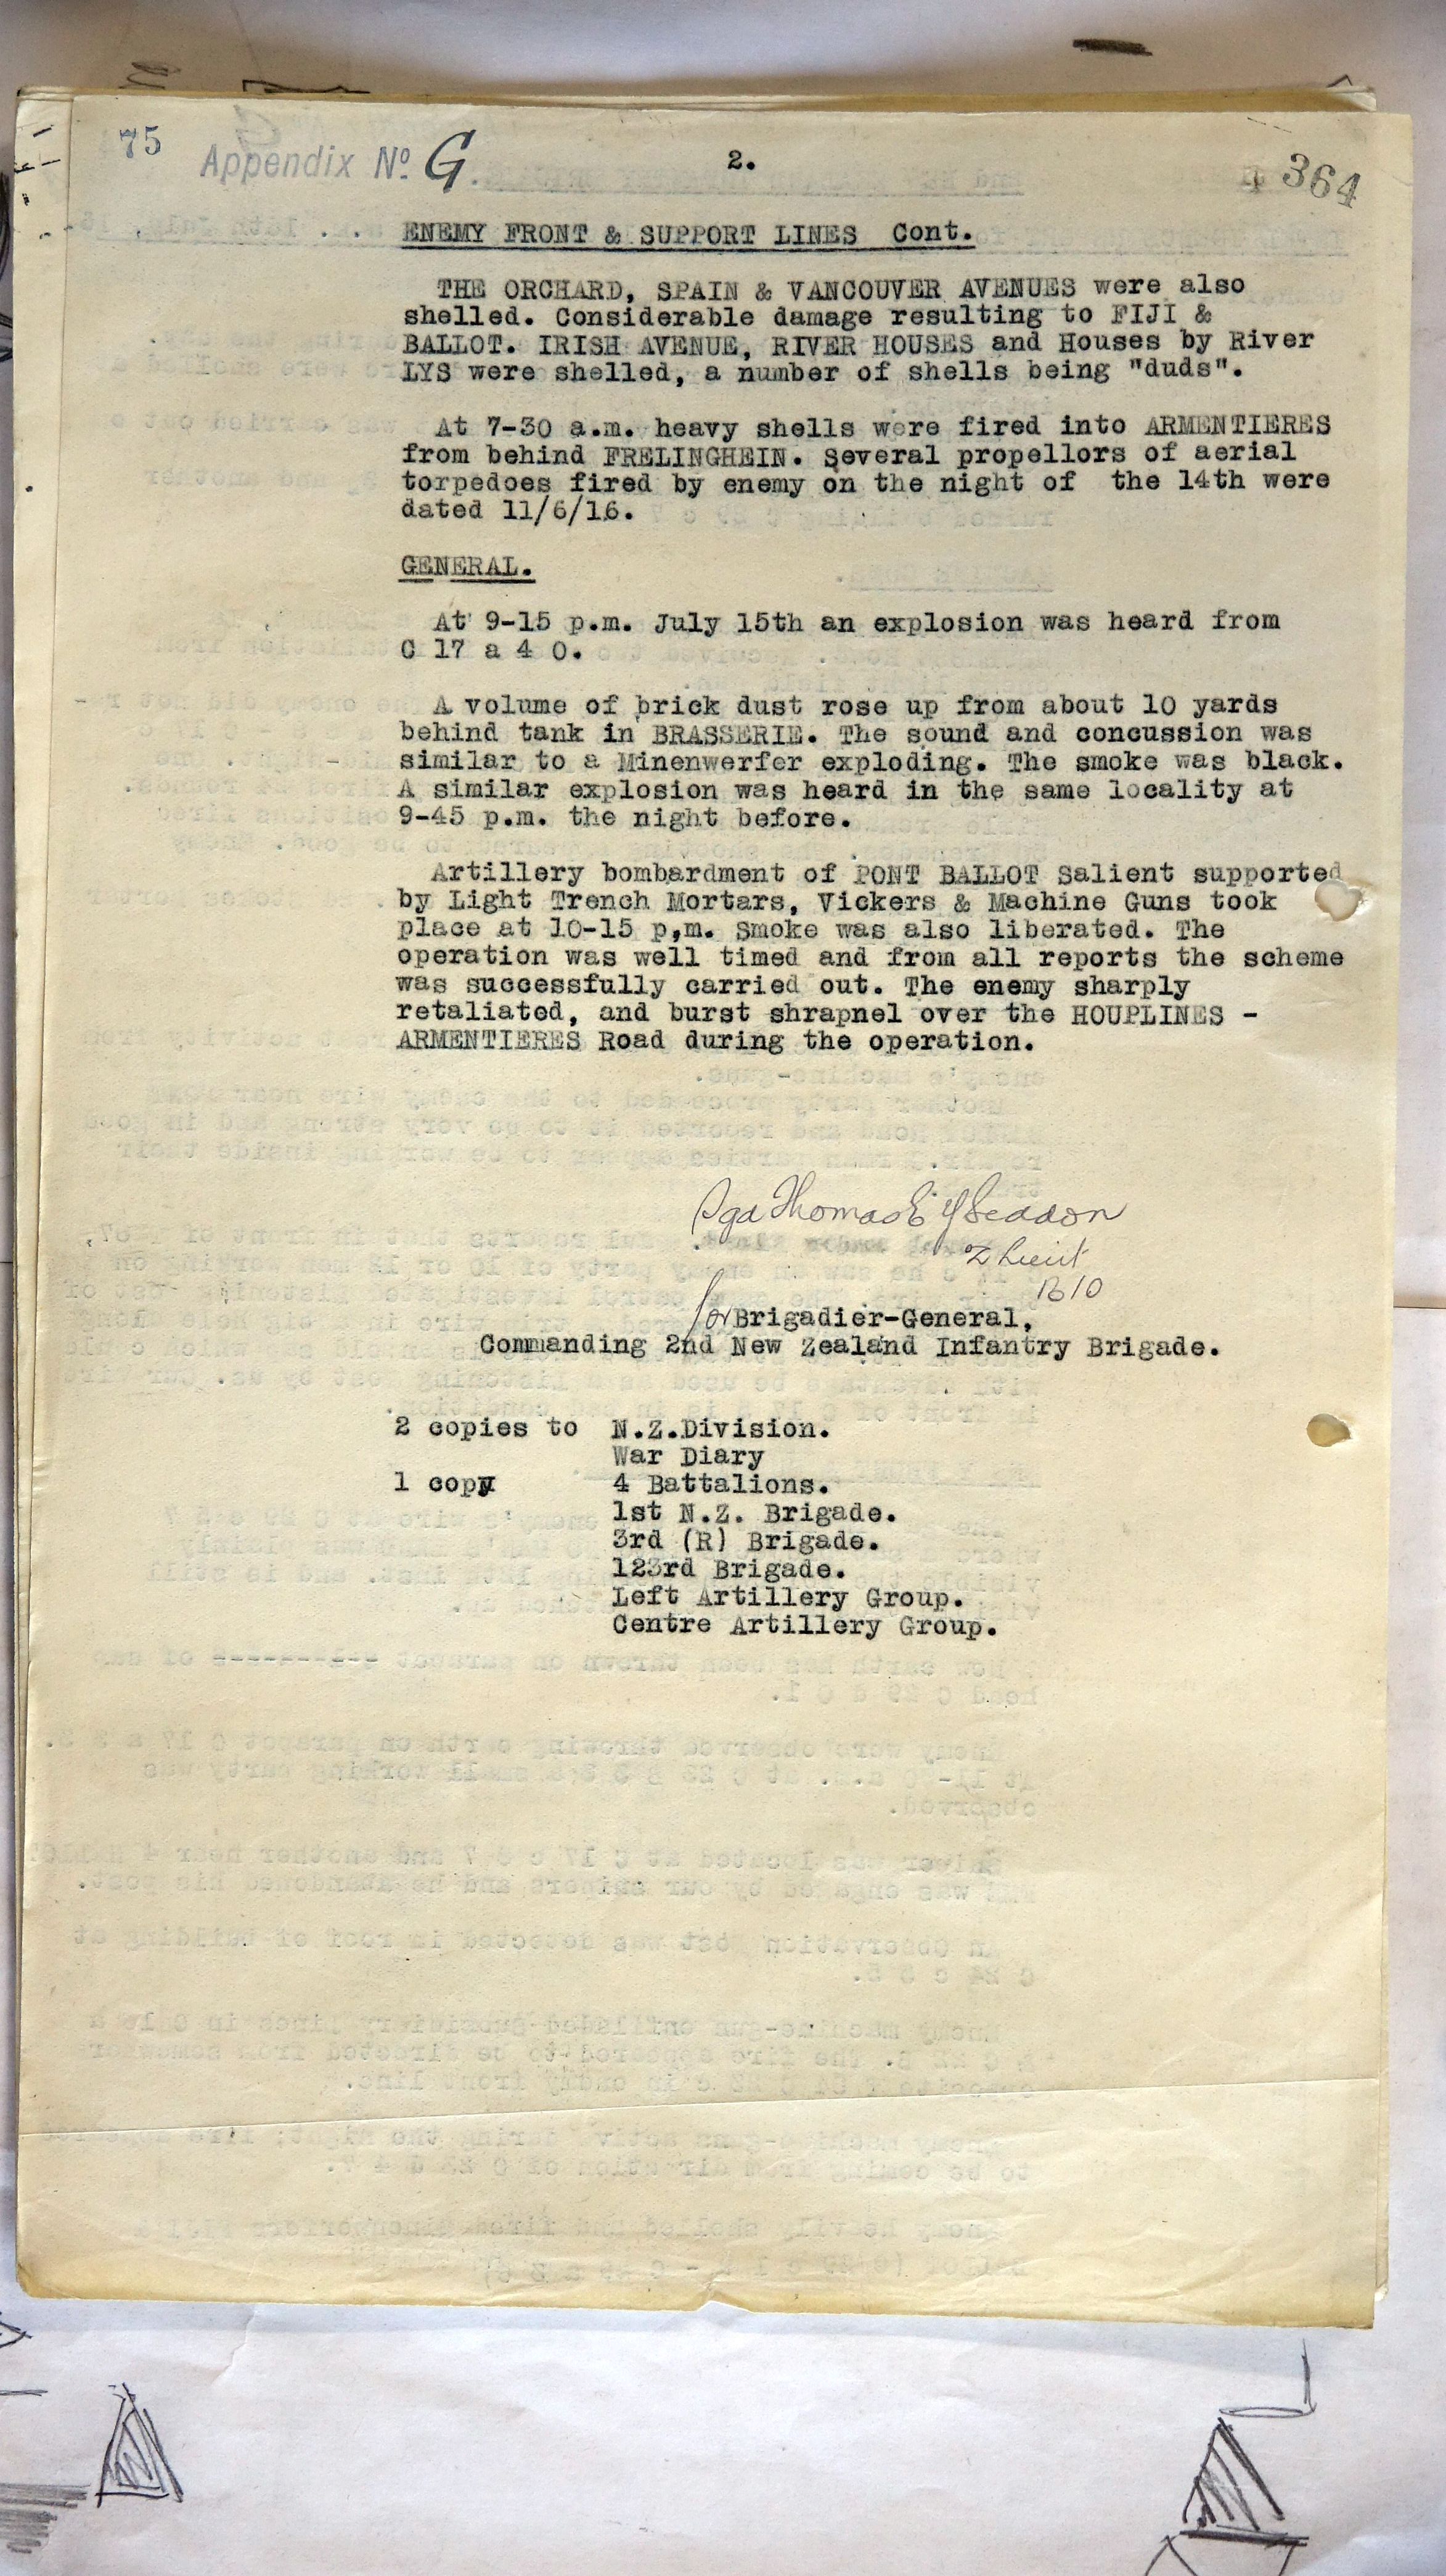 75
Appendix No. G.
2.
364
ENEMY FRONT & SUPPORT LINES Cont.
THE ORCHARD, SPAIN & VANCOUVER AVENUES were also
shelled. Considerable damage resulting to FIJI &
BALLOT. IRISH AVENUE, RIVER HOUSES and Houses by River
LYS were shelled, a number of shells being "duds".
At 7-30 a.m. heavy shells were fired into ARMENTIERES
from behind FRELINGHEIN. Several propellors of aerial
torpedoes fired by enemy on the night of the 14th were
dated 11/6/16.
GENERAL.
At 9-15 p.m. July 15th an explosion was heard from
C 17 a 4 0.
A volume of brick dust rose up from about 10 yards
behind tank in BRASSERIE. The sound and concussion was
similar to a Minenwerfer exploding. The smoke was black.
A similar explosion was heard in the same locality at
9-45 p.m. the night before.
Artillery bombardment of PONT BALLOT Salient supported
by Light Trench Mortars, Vickers & Machine Guns took
place at 10-15 p,m. Smoke was also liberated. The
operation was well timed and from all reports the scheme
was successfully carried out. The enemy sharply
retaliated, and burst shrapnel over the HOUPLINES -
ARMENTIERES Road during the operation.
Sgd Thomas E Y Seddon
2 Lieut
BIO
for Brigadier-General,
Commanding 2nd New Zealand Infantry Brigade.
2 copies to N.Z.Division.
War Diary
1 copy 4 Battalions.
1st N.Z. Brigade.
3rd (R) Brigade.
123rd Brigade.
Left Artillery Group.
Centre Artillery Group.